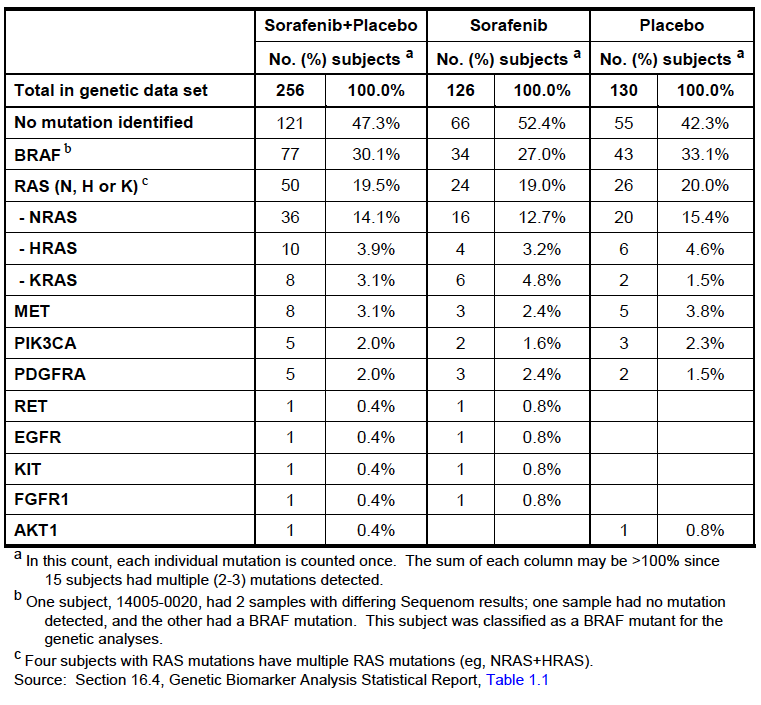 Sorafenib+Placebo Sorafenib Placebo
No. (%) subjects a No. (%) subjects a No. (%) subjects a
Total in genetic data set 256 100.0% 126 100.0% 130 100.0%
No mutation identified 121 47.3% 66 52.4% 55 42.3%
BRAF b 77 30.1% 34 27.0% 43 33.1%
RAS (N, H or K) c 50 19.5% 24 19.0% 26 20.0%
- NRAS 36 14.1% 16 12.7% 20 15.4%
- HRAS 10 3.9% 4 3.2% 6 4.6%
- KRAS 8 3.1% 6 4.8% 2 1.5%
MET 8 3.1% 3 2.4% 5 3.8%
PIK3CA 5 2.0% 2 1.6% 3 2.3%
PDGFRA 5 2.0% 3 2.4% 2 1.5%
RET 1 0.4% 1 0.8%
EGFR 1 0.4% 1 0.8%
KIT 1 0.4% 1 0.8%
FGFR1 1 0.4% 1 0.8%
AKT1 1 0.4% 1 0.8%
a In this count, each individual mutation is counted once. The sum of each column may be >100% since
15 subjects had multiple (2-3) mutations detected.
b One subject, 14005-0020, had 2 samples with differing Sequenom results; one sample had no mutation
detected, and the other had a BRAF mutation. This subject was classified as a BRAF mutant for the
genetic analyses.
c Four subjects with RAS mutations have multiple RAS mutations (eg, NRAS+HRAS).
Source: Section 16.4, Genetic Biomarker Analysis Statistical Report, Table 1.1